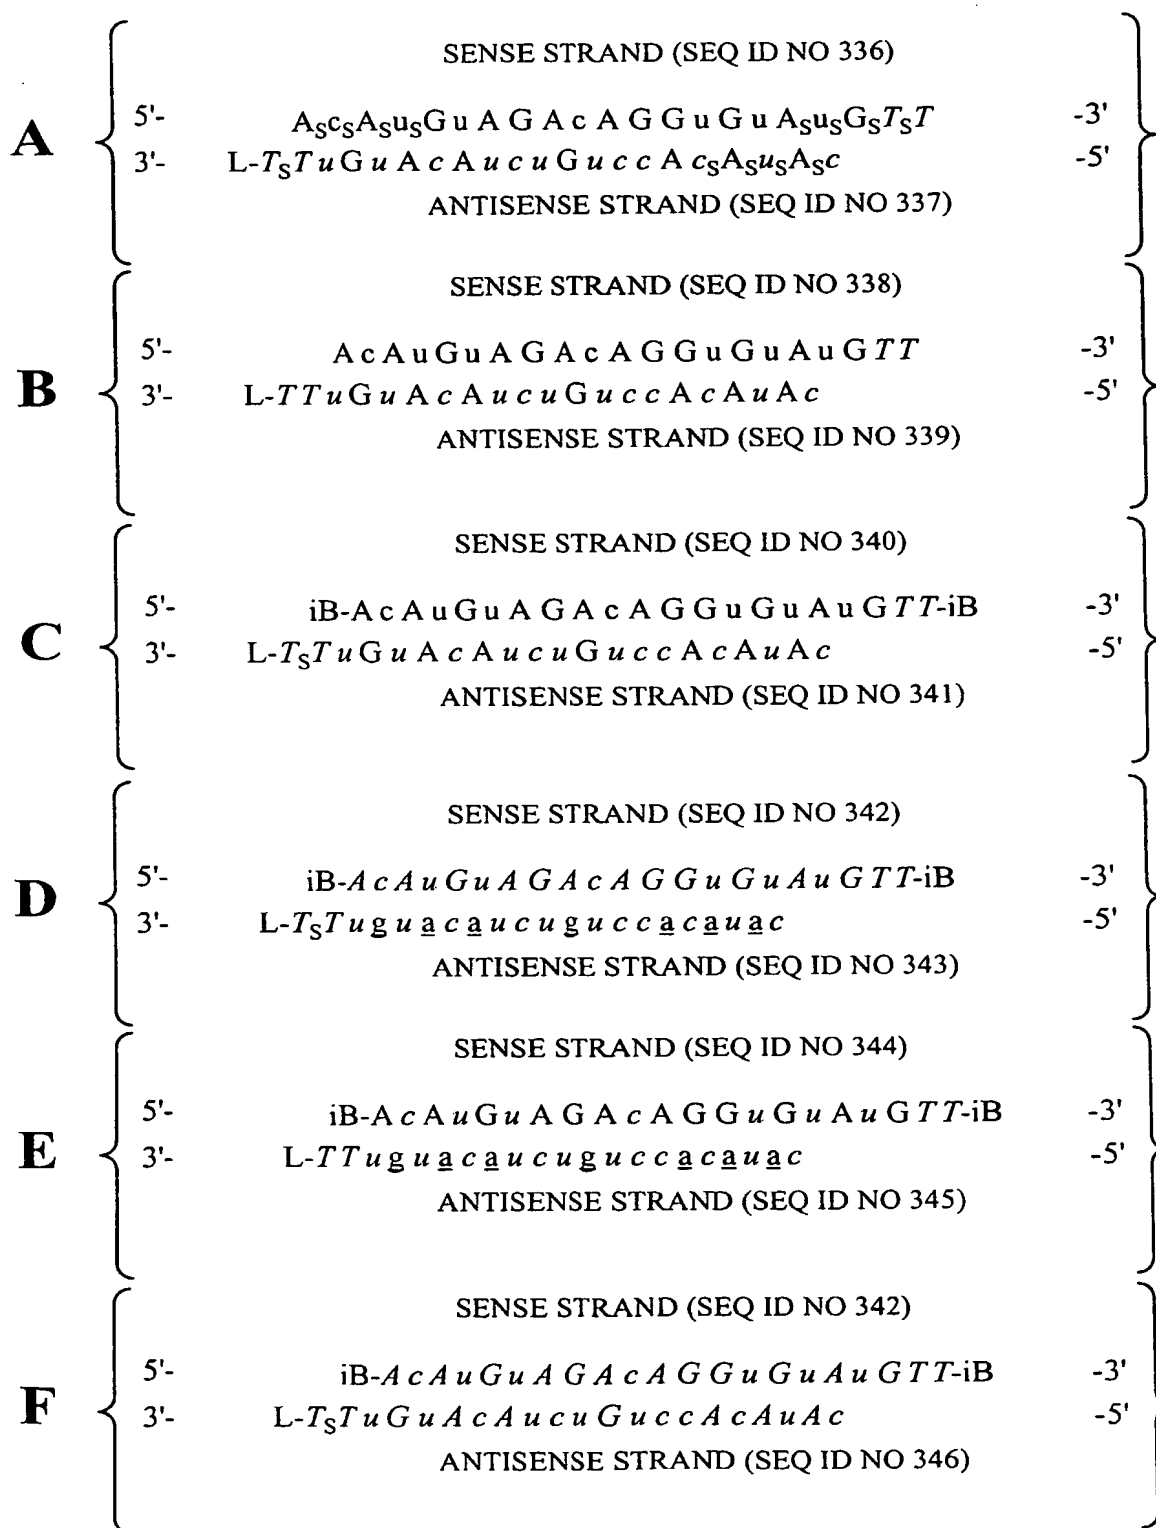 SENSE STRAND (SEQ ID NO 336)
A
5'- AscsAsusGuAGAcAGGuGuAsusGsTsT -3'
3'- L-TsTuGuAcAucuGuccAcsAsusAsc -5'
ANTISENSE STRAND (SEQ ID NO 337)
SENSE STRAND (SEQ ID NO 338)
B
5'- AcAuGuAGAcAGGuGuAuGTT -3'
3'- L-TTuGuAcAucuGuccAcAuAc -5'
ANTISENSE STRAND (SEQ ID NO 339)
SENSE STRAND (SEQ ID NO 340)
C
5'- iB-AcAuGuAGAcAGGuGuAuGTT-iB -3'
3'- L-TsTuGuAcAucuGuccAcAuAc -5'
ANTISENSE STRAND (SEQ ID NO 341)
SENSE STRAND (SEQ ID NO 342)
D
5'- iB-AcAuGuAGAcAGGuGuAuGTT-iB -3'
3'- L-TsTuguacaucuguccacauac -5'
ANTISENSE STRAND (SEQ ID NO 343)
SENSE STRAND (SEQ ID NO 344)
E
5'- iB-AcAuGuAGAcAGGuGuAuGTT-iB -3'
3'- L-TTuguacaucuguccacauac -5'
ANTISENSE STRAND (SEQ ID NO 345)
SENSE STRAND (SEQ ID NO 342)
F
5'- iB-AcAuGuAGAcAGGuGuAuGTT-iB -3'
3'- L-TsTuGuAcAucuGuccAcAuAc -5'
ANTISENSE STRAND (SEQ ID NO 346)